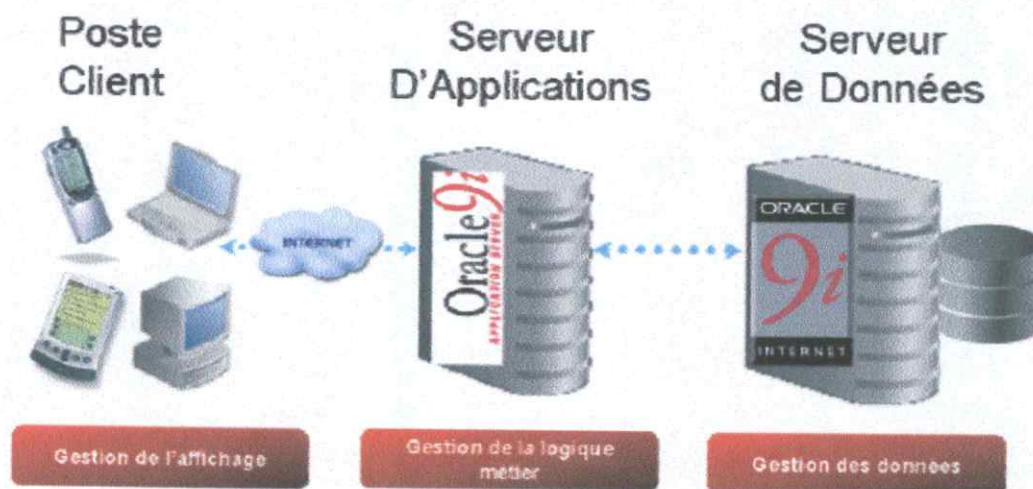 Poste
Client
Serveur
D'Applications
Serveur
de Données
INTERNET
Oracle9i
APPLICATION SERVER
ORACLE
9i
INTERNET
Gestion de l'affichage
Gestion de la logique
métier
Gestion des données